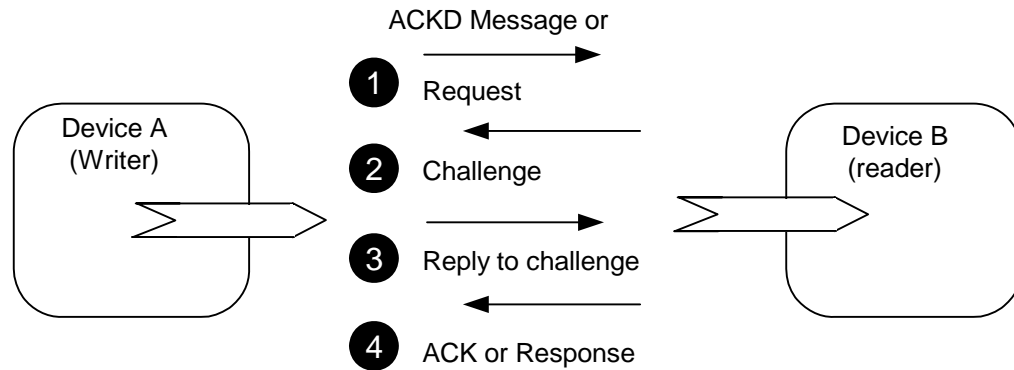 ACKD Message or
1
Request
Device A
(Writer)
2
Challenge
Device B
(reader)
3
Reply to challenge
4
ACK or Response